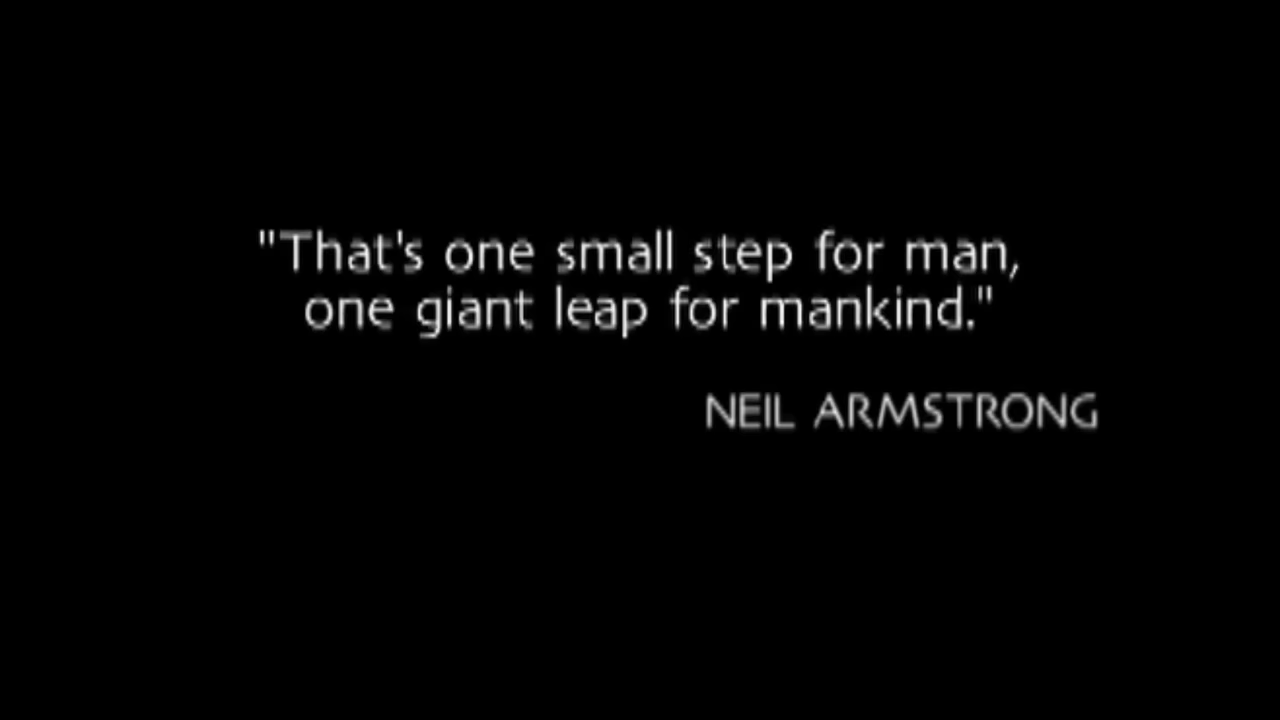 "That's one small step for man,
one giant leap for mankind."
NEIL ARMSTRONG